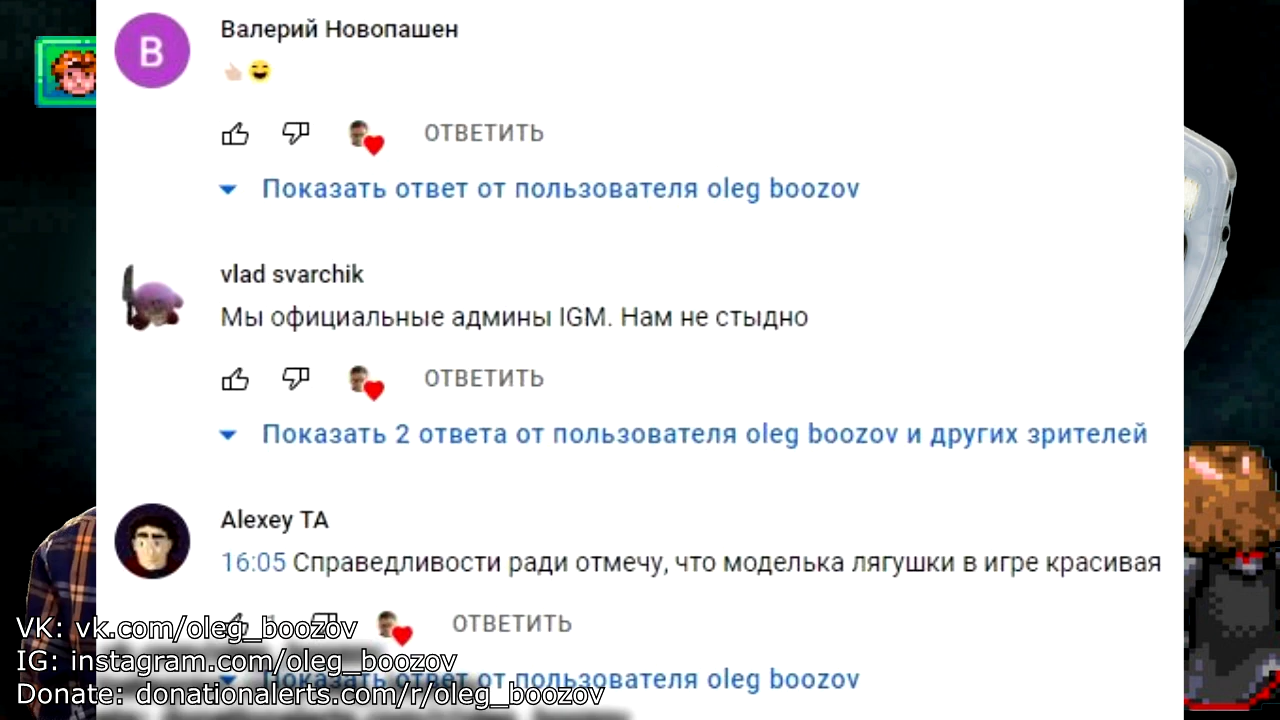 В
Валерий Новопашен
👍🏻😄
ОТВЕТИТЬ
Показать ответ от пользователя oleg boozov
vlad svarchik
Мы официальные админы IGM. Нам не стыдно
ОТВЕТИТЬ
Показать 2 ответа от пользователя oleg boozov и других зрителей
Alexey TA
16:05 Справедливости ради отмечу, что моделька лягушки в игре красивая
ОТВЕТИТЬ
Показать ответ от пользователя oleg boozov
VK: vk.com/oleg_boozov
IG: instagram.com/oleg_boozov
Donate: donationalerts.com/r/oleg_boozov